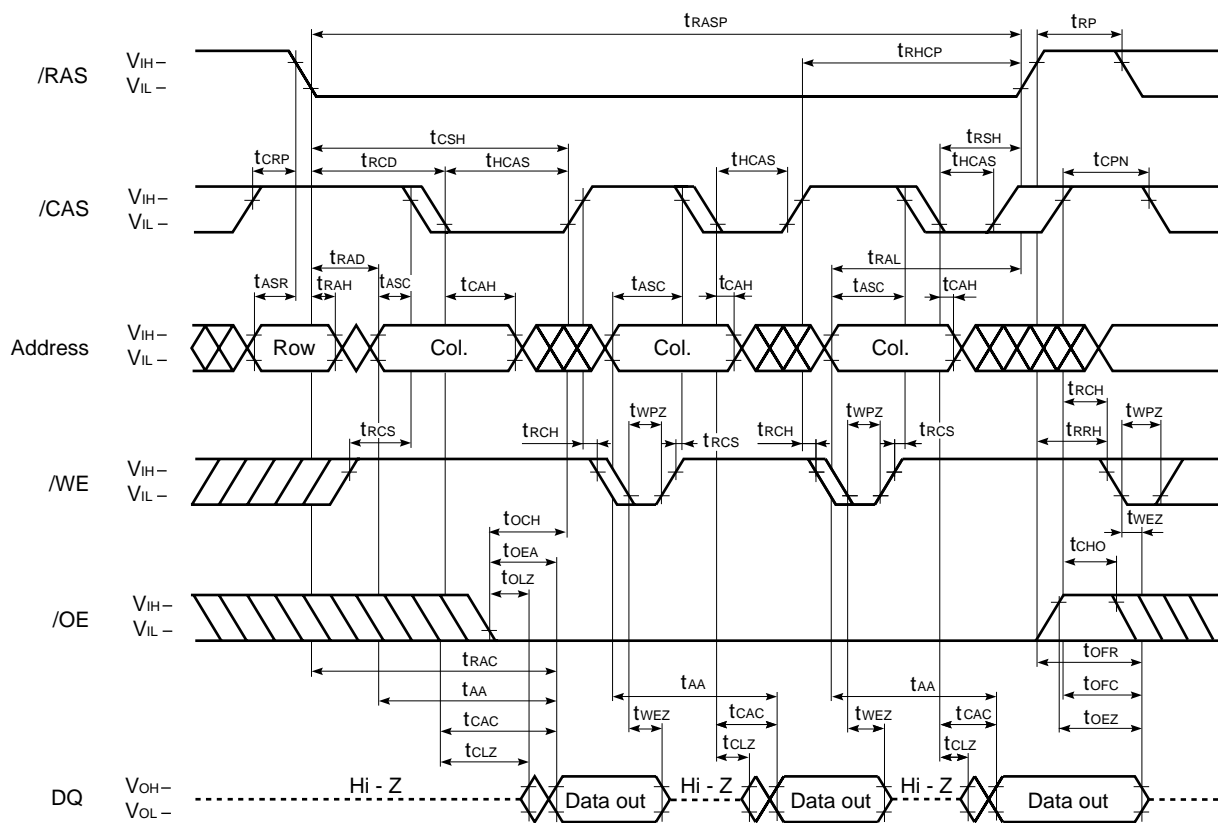 tRASP tRP
tRHCP
/RAS VIH–
VIL –
tCSH tRSH
tCRP tRCD tHCAS tHCAS tHCAS tCPN
/CAS VIH–
VIL –
tRAD tRAL
tASR tRAH tASC tCAH tASC tCAH tASC tCAH
Address VIH–
VIL –
Row Col. Col. Col.
tRCH
tRCS tRCH tWPZ tRCS tRCH tWPZ tRCS tRRH tWPZ
/WE VIH–
VIL –
tOCH tWEZ
tOEA tCHO
tOLZ
/OE VIH–
VIL –
tRAC tOFR
tAA tAA tAA tOFC
tCAC tWEZ tCAC tWEZ tCAC tOEZ
tCLZ tCLZ tCLZ
DQ VOH–
VOL –
Hi - Z Data out Hi - Z Data out Hi - Z Data out